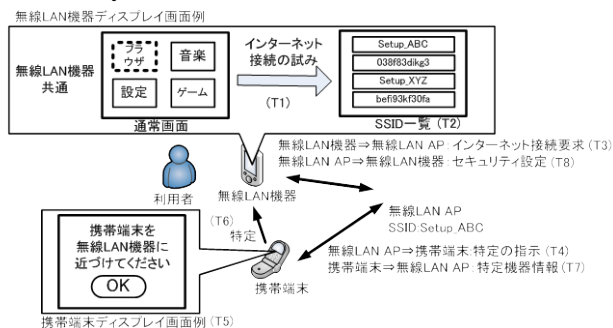 無線LAN機器ディスプレイ画面例
無線LAN機器
共通
ブラ
ウザ
音楽
設定
ゲーム
通常画面
インターネット
接続の試み
(T1)
Setup_ABC
038f83dikg3
Setup_XYZ
befi93kf30fa
SSID一覧 (T2)
無線LAN機器⇒無線LAN AP:インターネット接続要求 (T3)
無線LAN AP⇒無線LAN機器:セキュリティ設定 (T8)
利用者
無線LAN機器
(T6)
特定
無線LAN AP
SSID:Setup_ABC
無線LAN AP⇒携帯端末:特定の指示 (T4)
携帯端末⇒無線LAN AP:特定機器情報 (T7)
携帯端末を
無線LAN機器に
近づけてください
OK
携帯端末
携帯端末ディスプレイ画面例 (T5)